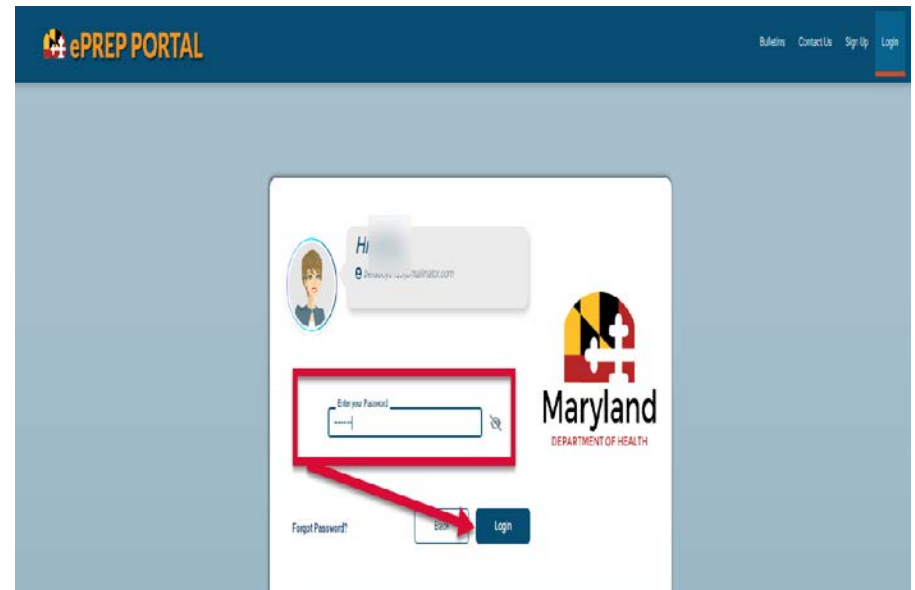 ePREP PORTAL
Bulletins Contact Us Sign Up Login
Hi
Maryland
DEPARTMENT OF HEALTH
Enter your Password
Forgot Password?
Back
Login